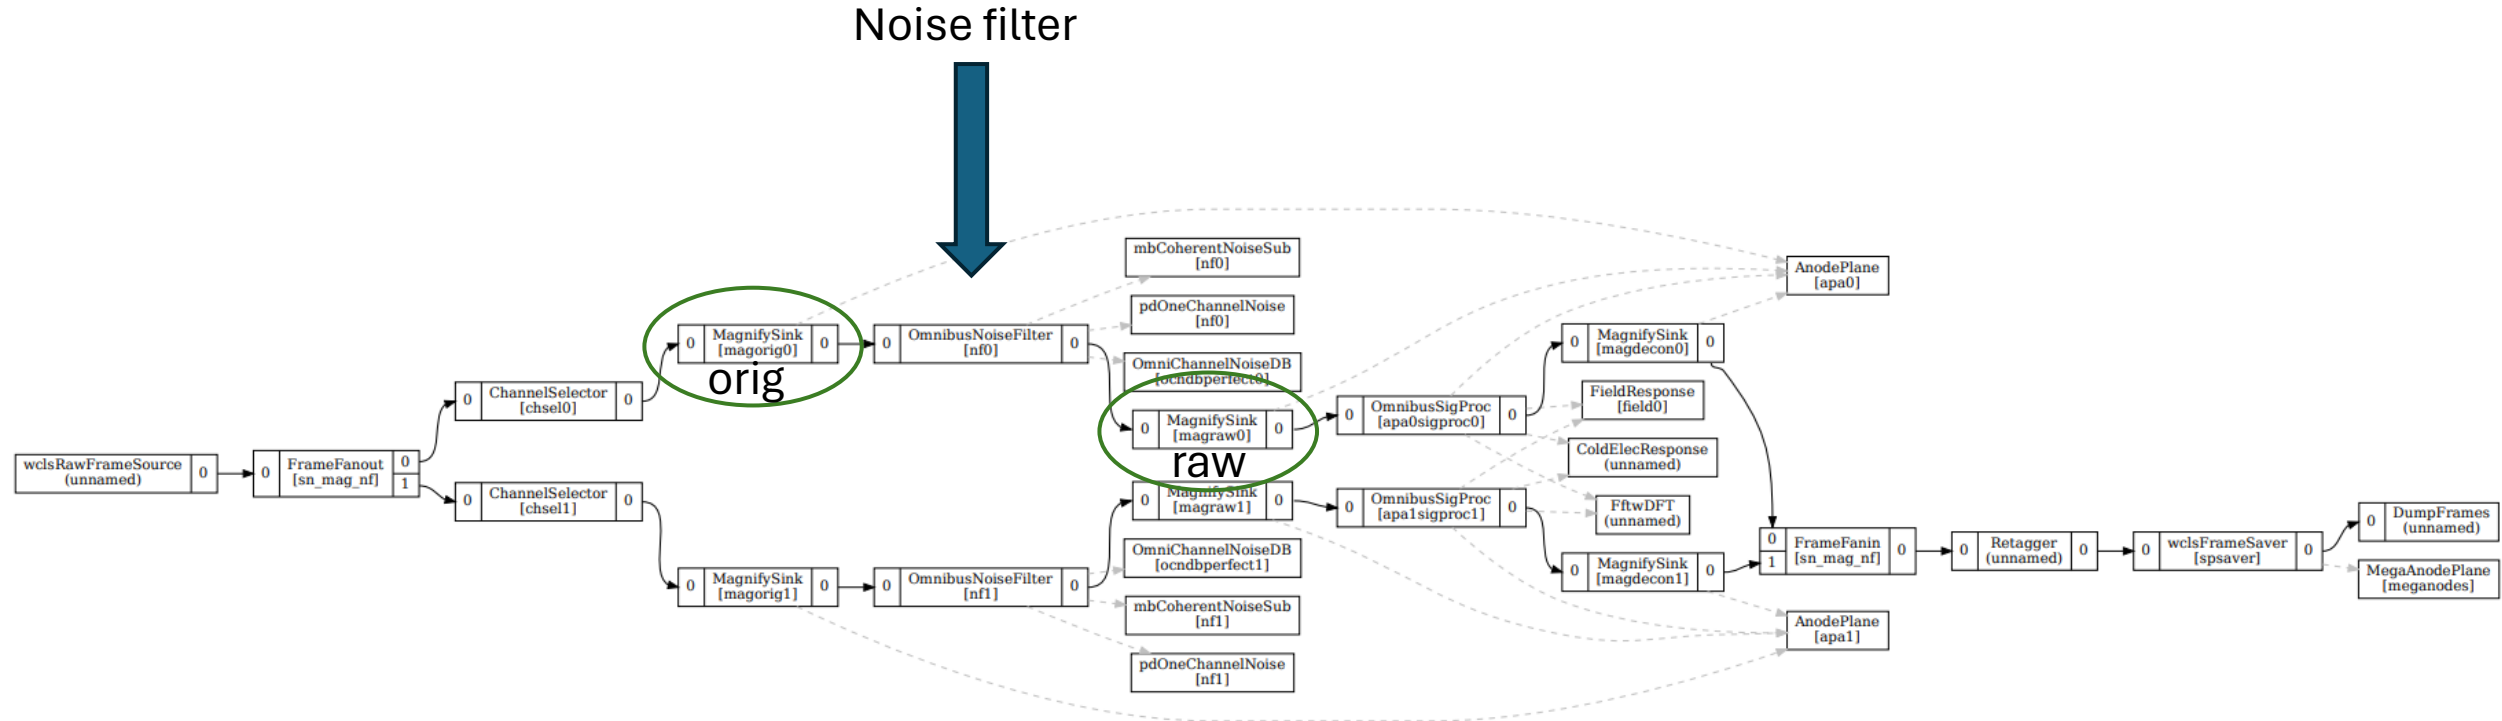 Noise filter
wclsRawFrameSource
(unnamed)
0
0
FrameFanout
[sn_mag_nf]
0
1
0
ChannelSelector
[chsel0]
0
0
ChannelSelector
[chsel1]
0
0
MagnifySink
[magorig0]
0
orig
0
MagnifySink
[magorig1]
0
0
OmnibusNoiseFilter
[nf0]
0
0
OmnibusNoiseFilter
[nf1]
0
mbCoherentNoiseSub
[nf0]
pdOneChannelNoise
[nf0]
OmniChannelNoiseDB
[ocndbperfect0]
0
MagnifySink
[magraw0]
0
raw
0
MagnifySink
[magraw1]
0
OmniChannelNoiseDB
[ocndbperfect1]
mbCoherentNoiseSub
[nf1]
pdOneChannelNoise
[nf1]
0
OmnibusSigProc
[apa0sigproc0]
0
0
OmnibusSigProc
[apa1sigproc1]
0
0
MagnifySink
[magdecon0]
0
FieldResponse
[field0]
ColdElecResponse
(unnamed)
FftwDFT
(unnamed)
0
MagnifySink
[magdecon1]
0
AnodePlane
[apa0]
0
1
FrameFanin
[sn_mag_nf]
0
AnodePlane
[apa1]
0
Retagger
(unnamed)
0
0
wclsFrameSaver
[spsaver]
0
0
DumpFrames
(unnamed)
MegaAnodePlane
[meganodes]